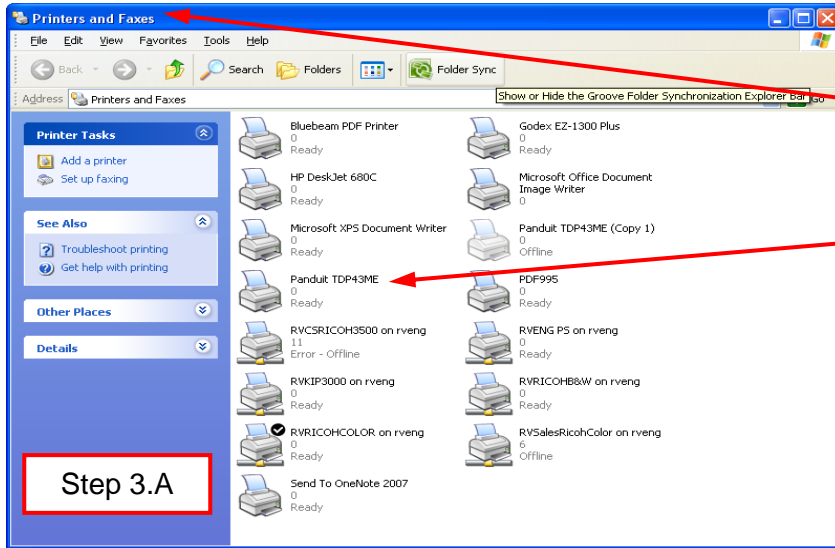 Printers and Faxes
File Edit View Favorites Tools Help
Back Search Folders Folder Sync
Address Printers and Faxes Go
Show or Hide the Groove Folder Synchronization Explorer Bar
Printer Tasks
Add a printer
Set up faxing
See Also
Troubleshoot printing
Get help with printing
Other Places
Details
Step 3.A
Bluebeam PDF Printer
0
Ready
Godex EZ-1300 Plus
0
Ready
HP DeskJet 680C
0
Ready
Microsoft Office Document
Image Writer
0
Microsoft XPS Document Writer
0
Ready
Panduit TDP43ME (Copy 1)
0
Offline
Panduit TDP43ME
0
Ready
PDF995
0
Ready
RVCSRICOH3500 on rveng
11
Error - Offline
RVENG PS on rveng
0
Ready
RVKIP3000 on rveng
0
Ready
RVRICOHB&W on rveng
0
Ready
RVRICOHCOLOR on rveng
0
Ready
RVSalesRicohColor on rveng
6
Offline
Send To OneNote 2007
0
Ready